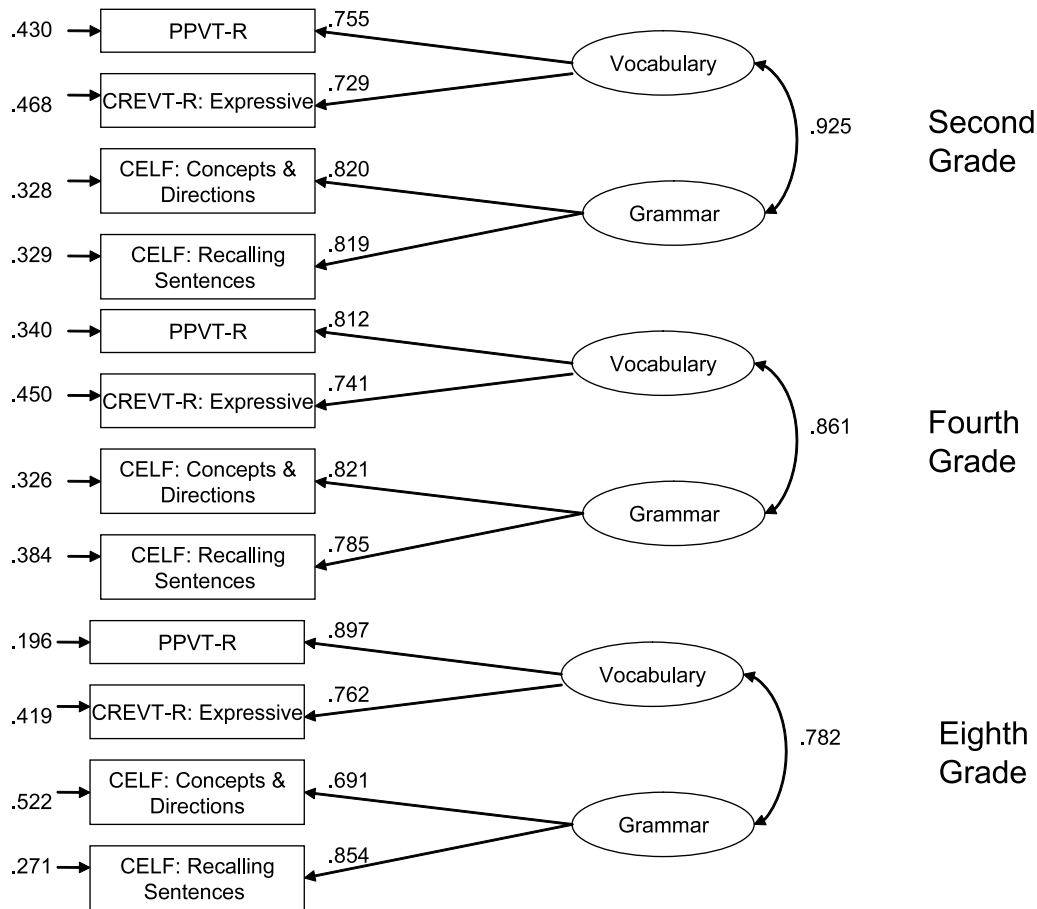 .430
PPVT-R
.755
Vocabulary
.468
CREVT-R: Expressive
.729
.925
Second
Grade
.328
CELF: Concepts &
Directions
.820
Grammar
.329
CELF: Recalling
Sentences
.819
.340
PPVT-R
.812
Vocabulary
.450
CREVT-R: Expressive
.741
.861
Fourth
Grade
.326
CELF: Concepts &
Directions
.821
Grammar
.384
CELF: Recalling
Sentences
.785
.196
PPVT-R
.897
Vocabulary
.419
CREVT-R: Expressive
.762
.782
Eighth
Grade
.522
CELF: Concepts &
Directions
.691
Grammar
.271
CELF: Recalling
Sentences
.854